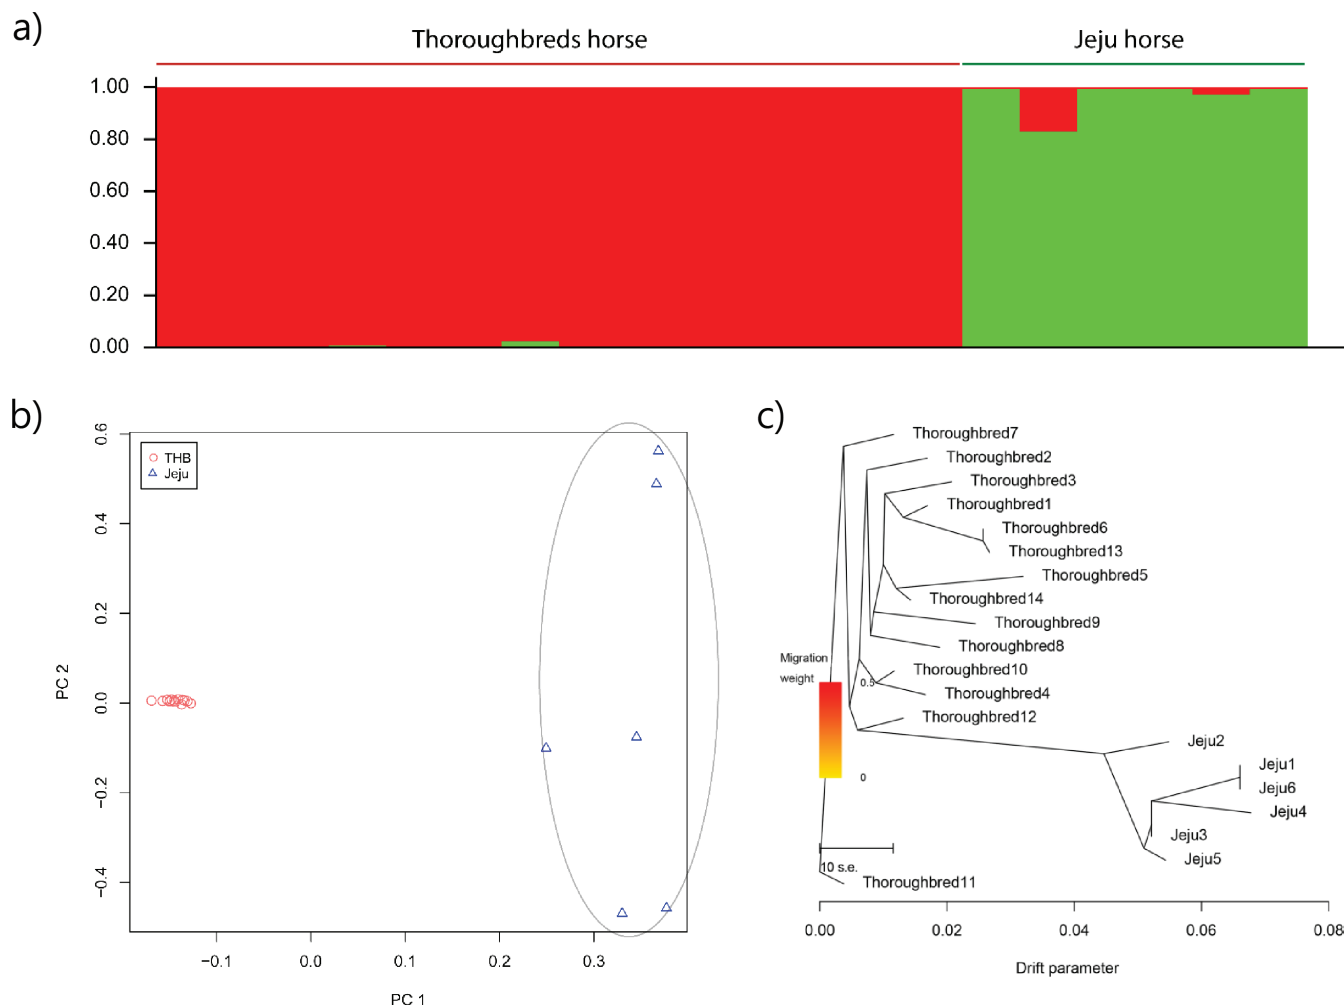 a)
Thoroughbreds horse
Jeju horse
1.00
0.80
0.60
0.40
0.20
0.00
b)
0.6
0.4
0.2
0.0
−0.2
−0.4
PC 2
THB
Jeju
−0.1
0.0
0.1
0.2
0.3
PC 1
c)
Thoroughbred7
Thoroughbred2
Thoroughbred3
Thoroughbred1
Thoroughbred6
Thoroughbred13
Thoroughbred5
Thoroughbred14
Thoroughbred9
Thoroughbred8
Thoroughbred10
Thoroughbred4
Thoroughbred12
Jeju2
Jeju1
Jeju6
Jeju4
Jeju3
Jeju5
Thoroughbred11
Migration
weight
0.5
0
10 s.e.
0.00
0.02
0.04
0.06
0.08
Drift parameter